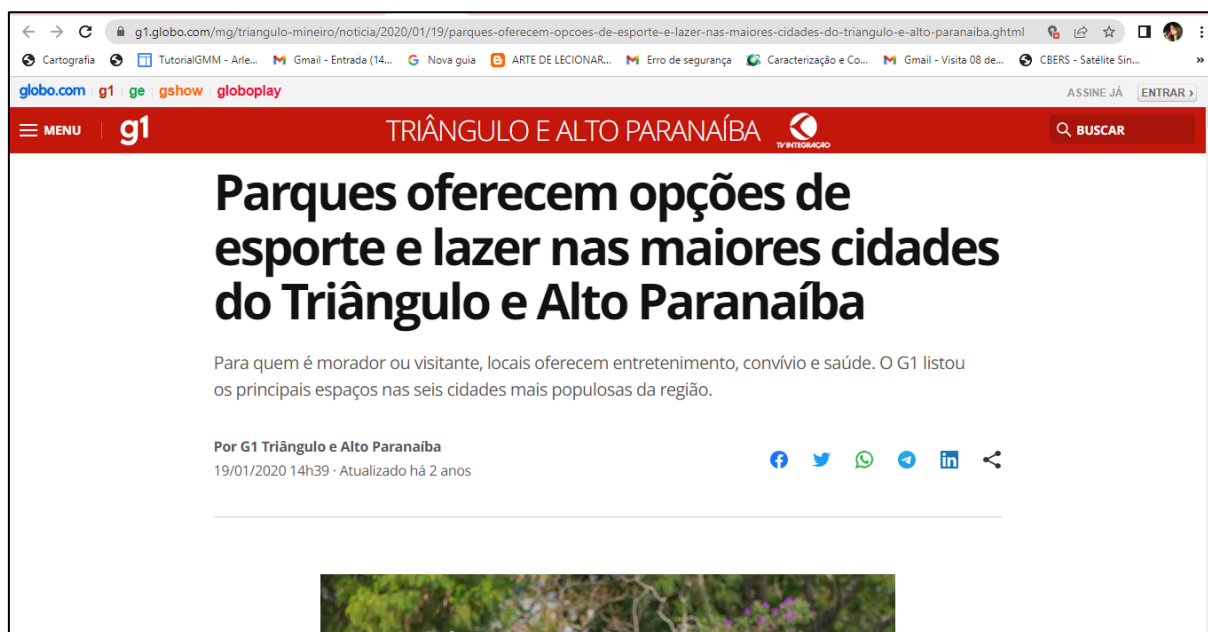 g1.globo.com/mg/triangulo-mineiro/noticia/2020/01/19/parques-oferecem-opcoes-de-esporte-e-lazer-nas-maiores-cidades-do-triangulo-e-alto-paranaiba.ghtml
Cartografia TutorialGMM - Arle... Gmail - Entrada (14... Nova guia ARTE DE LECIONAR... Erro de segurança Caracterização e Co... Gmail - Visita 08 de... CBERS - Satélite Sin... »
globo.com g1 ge gshow globoplay ASSINE JÁ ENTRAR ›
MENU g1 TRIÂNGULO E ALTO PARANAÍBA TV INTEGRAÇÃO BUSCAR
Parques oferecem opções de
esporte e lazer nas maiores cidades
do Triângulo e Alto Paranaíba
Para quem é morador ou visitante, locais oferecem entretenimento, convívio e saúde. O G1 listou
os principais espaços nas seis cidades mais populosas da região.
Por G1 Triângulo e Alto Paranaíba
19/01/2020 14h39 · Atualizado há 2 anos